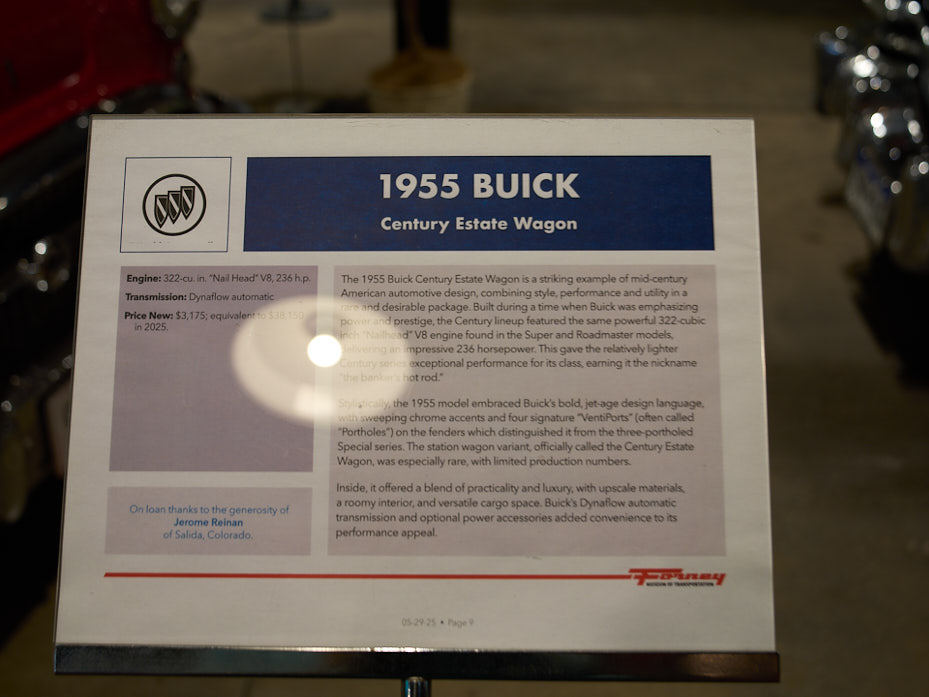 1955 BUICK
Century Estate Wagon
Engine: 322-cu. in. "Nail Head" V8, 236 h.p.
Transmission: Dynaflow automatic
Price New: $3,175; equivalent to $38,150
in 2025.
The 1955 Buick Century Estate Wagon is a striking example of mid-century
American automotive design, combining style, performance and utility in a
rare and desirable package. Built during a time when Buick was emphasizing
power and prestige, the Century lineup featured the same powerful 322-cubic
inch "Nailhead" V8 engine found in the Super and Roadmaster models,
delivering an impressive 236 horsepower. This gave the relatively lighter
Century series exceptional performance for its class, earning it the nickname
"the banker's hot rod."
Stylistically, the 1955 model embraced Buick's bold, jet-age design language,
with sweeping chrome accents and four signature "VentiPorts" (often called
"Portholes") on the fenders which distinguished it from the three-portholed
Special series. The station wagon variant, officially called the Century Estate
Wagon, was especially rare, with limited production numbers.
Inside, it offered a blend of practicality and luxury, with upscale materials,
a roomy interior, and versatile cargo space. Buick's Dynaflow automatic
transmission and optional power accessories added convenience to its
performance appeal.
On loan thanks to the generosity of
Jerome Reinan
of Salida, Colorado.
Forney
MUSEUM OF TRANSPORTATION
05-29-25 • Page 9